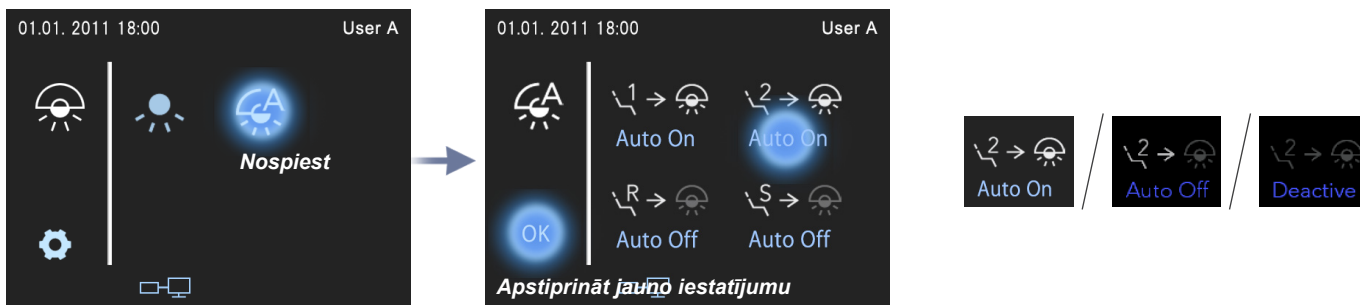 01.01. 2011 18:00 User A
A
Nospiest
01.01. 2011 18:00 User A
A
1 2
Auto On Auto On
R S
OK
Auto Off Auto Off
Apstiprināt jauno iestatījumu
2
Auto On
2
Auto Off
2
Deactive